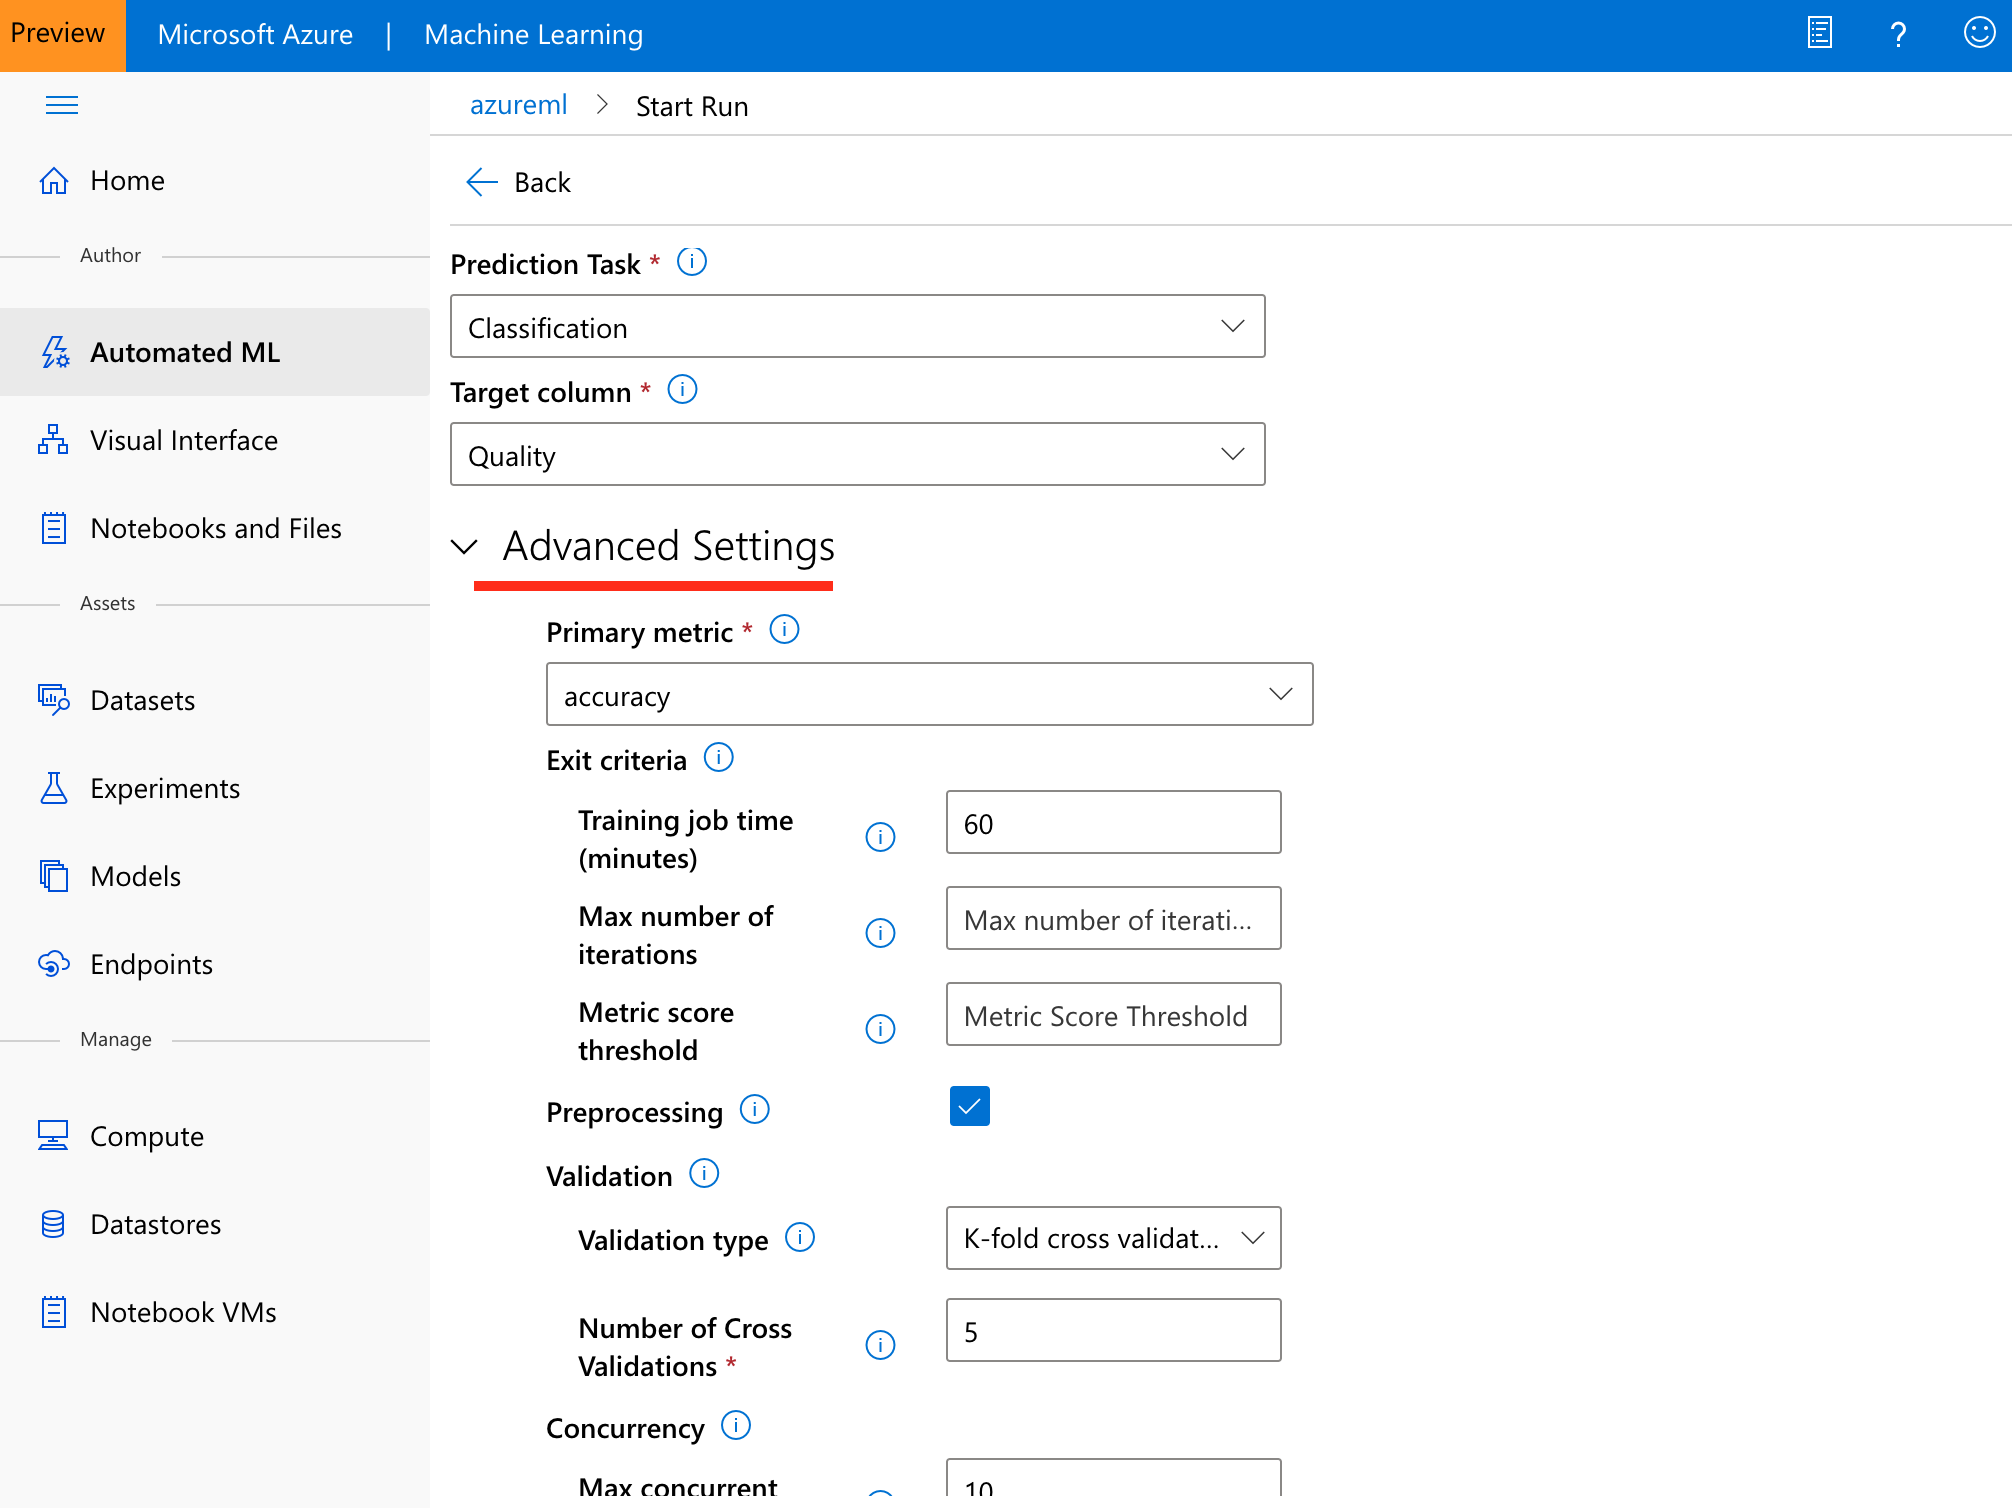 Preview
Microsoft Azure | Machine Learning
?
azureml > Start Run
Home
Back
Author
Prediction Task *
Classification
Automated ML
Target column *
Visual Interface
Quality
Notebooks and Files
Advanced Settings
Assets
Primary metric *
accuracy
Datasets
Exit criteria
Experiments
Training job time
(minutes)
60
Models
Max number of
iterations
Max number of iterati...
Endpoints
Metric score
threshold
Metric Score Threshold
Manage
Preprocessing
Compute
Validation
Datastores
Validation type
K-fold cross validat...
Notebook VMs
Number of Cross
Validations *
5
Concurrency
Max concurrent
10